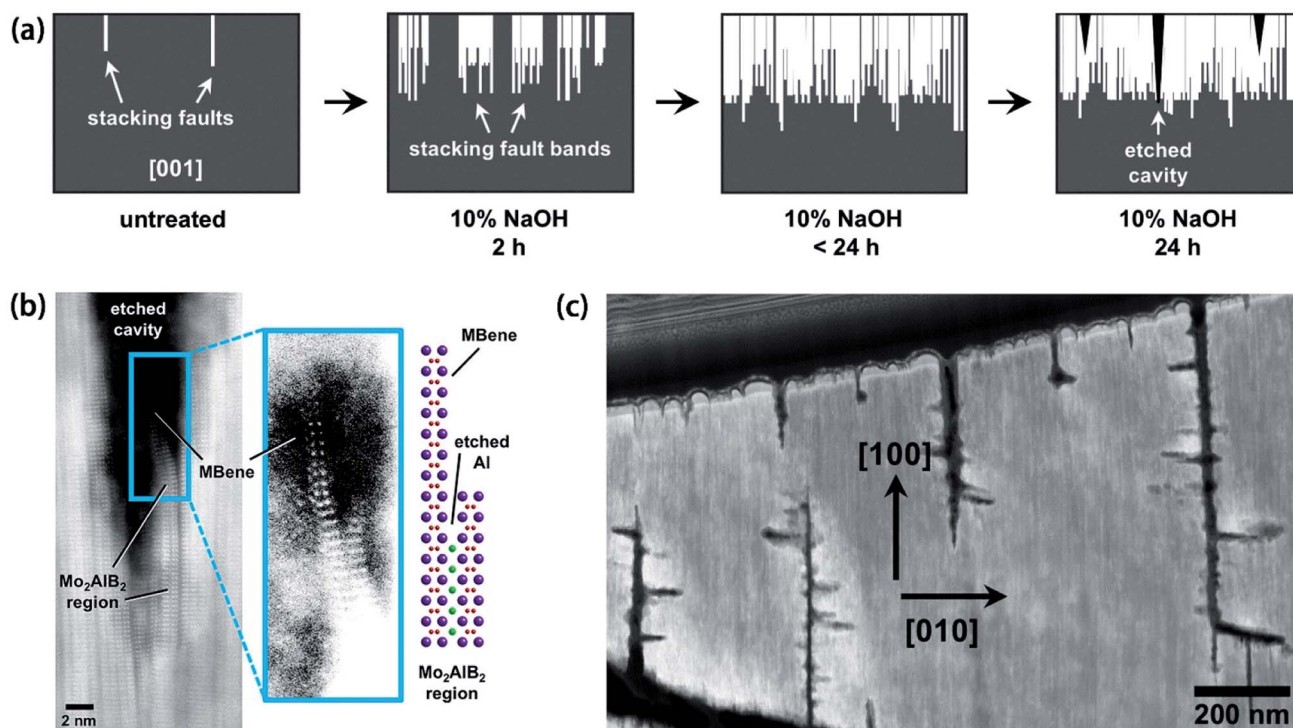 (a)
stacking faults
[001]
untreated
stacking fault bands
10% NaOH
2 h
10% NaOH
< 24 h
etched
cavity
10% NaOH
24 h
(b)
etched
cavity
MBene
Mo₂AlB₂
region
2 nm
MBene
etched
Al
Mo₂AlB₂
region
(c)
[100]
[010]
200 nm